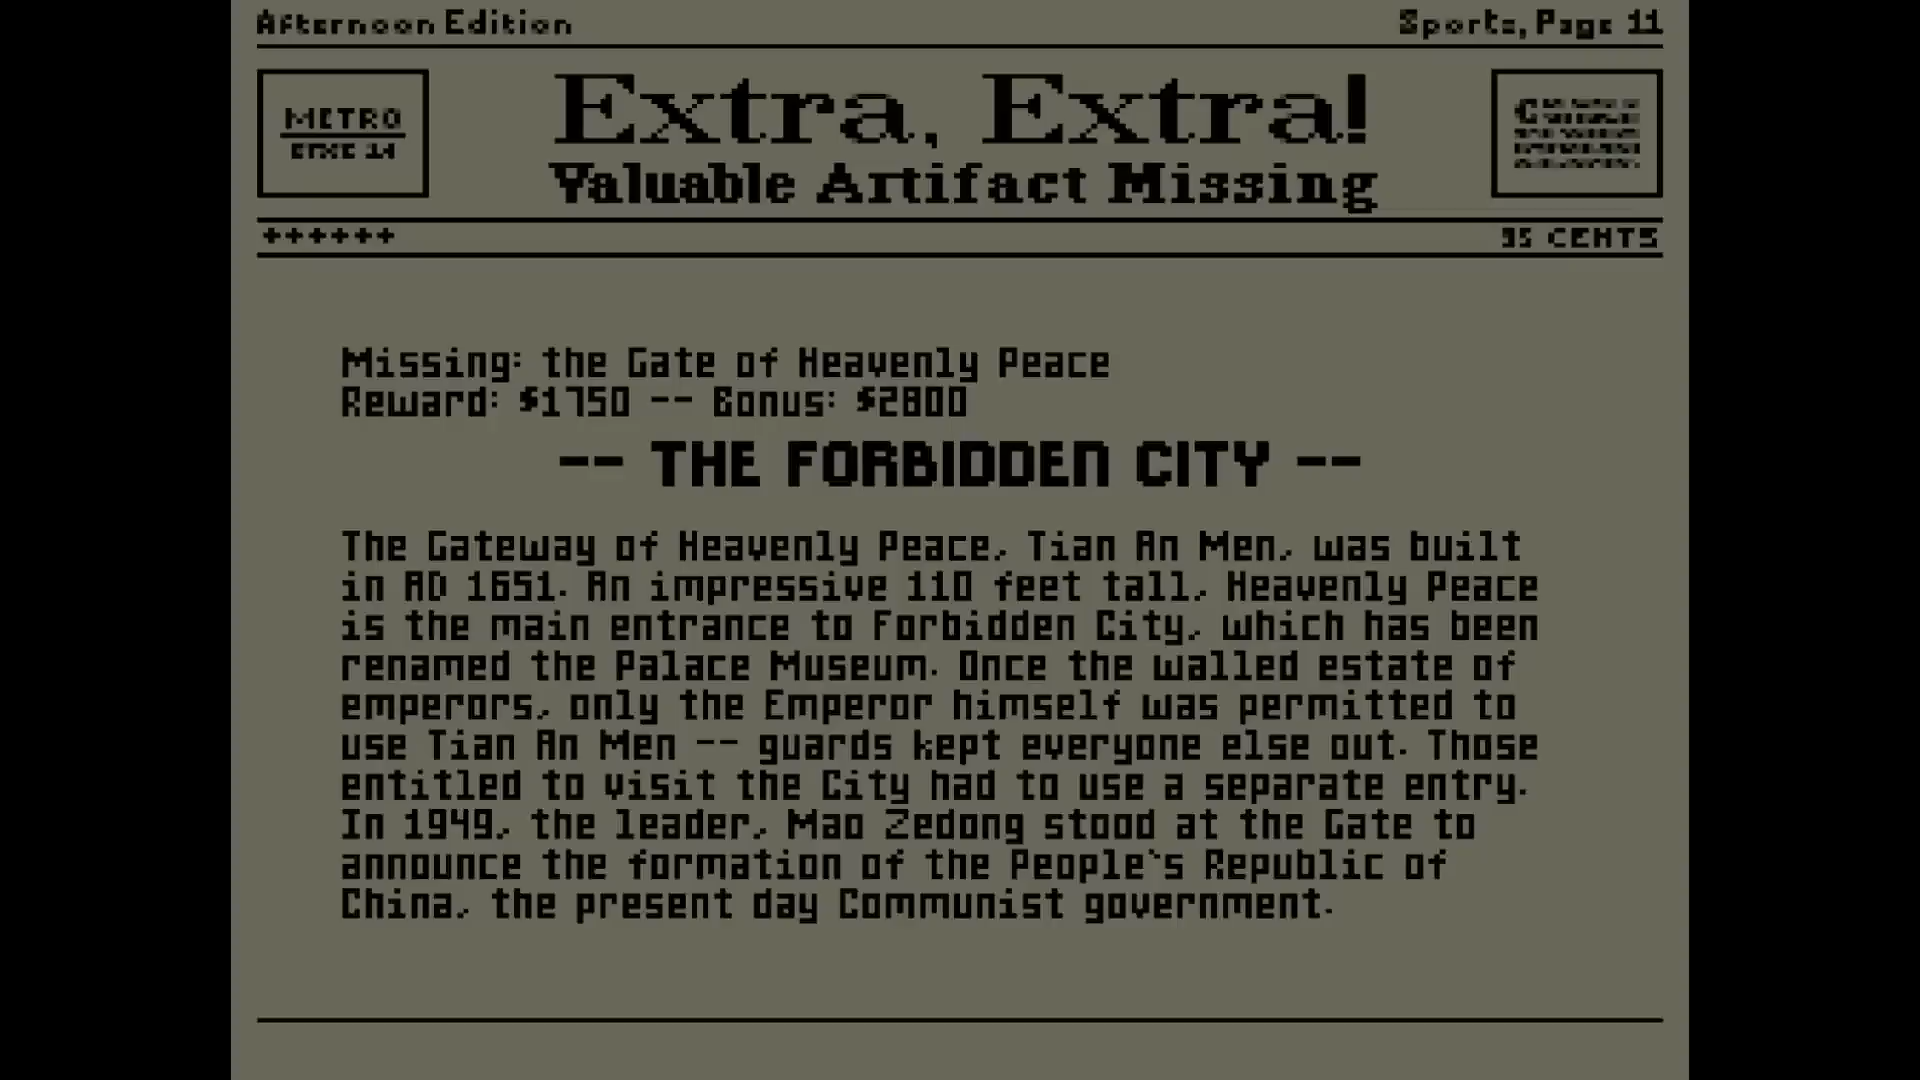 Afternoon Edition
Sports, Page 11
METRO
Extra, Extra!
Valuable Artifact Missing
++++++
35 CENTS
Missing: the Gate of Heavenly Peace
Reward: $1750 -- Bonus: $2800
-- THE FORBIDDEN CITY --
The Gateway of Heavenly Peace, Tian An Men, was built
in AD 1651. An impressive 110 feet tall, Heavenly Peace
is the main entrance to Forbidden City, which has been
renamed the Palace Museum. Once the walled estate of
emperors, only the Emperor himself was permitted to
use Tian An Men -- guards kept everyone else out. Those
entitled to visit the City had to use a separate entry.
In 1949, the leader, Mao Zedong stood at the Gate to
announce the formation of the People's Republic of
China, the present day Communist government.